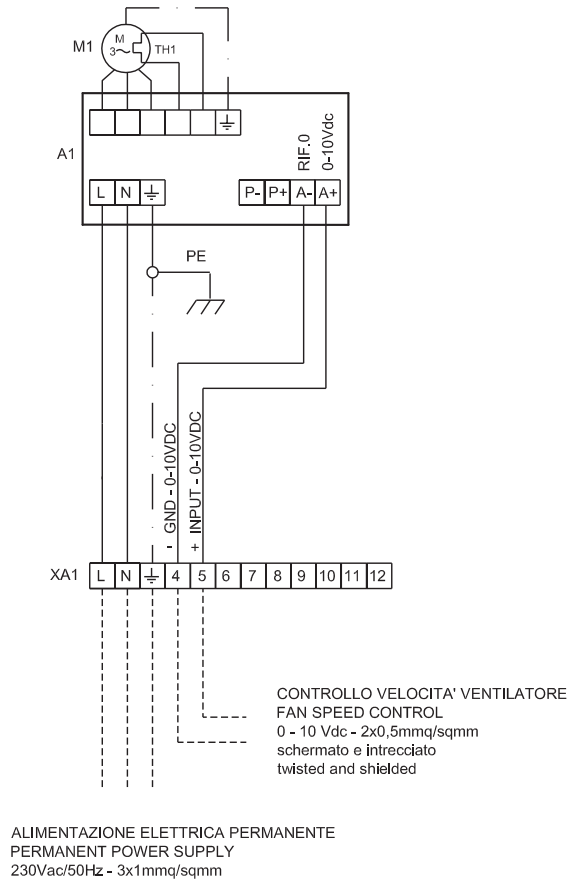 M1
M
3~
TH1
A1
RIF.0
0-10Vdc
L N
P- P+ A- A+
PE
- GND - 0-10VDC
+ INPUT - 0-10VDC
XA1
L N 4 5 6 7 8 9 10 11 12
CONTROLLO VELOCITA' VENTILATORE
FAN SPEED CONTROL
0 - 10 Vdc - 2x0,5mmq/sqmm
schermato e intrecciato
twisted and shielded
ALIMENTAZIONE ELETTRICA PERMANENTE
PERMANENT POWER SUPPLY
230Vac/50Hz - 3x1mmq/sqmm